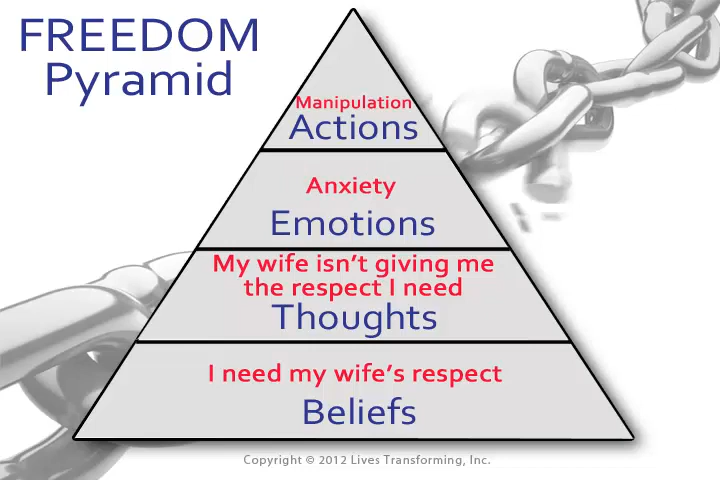 FREEDOM
Pyramid
Manipulation
Actions
Anxiety
Emotions
My wife isn't giving me
the respect I need
Thoughts
I need my wife's respect
Beliefs
Copyright © 2012 Lives Transforming, Inc.